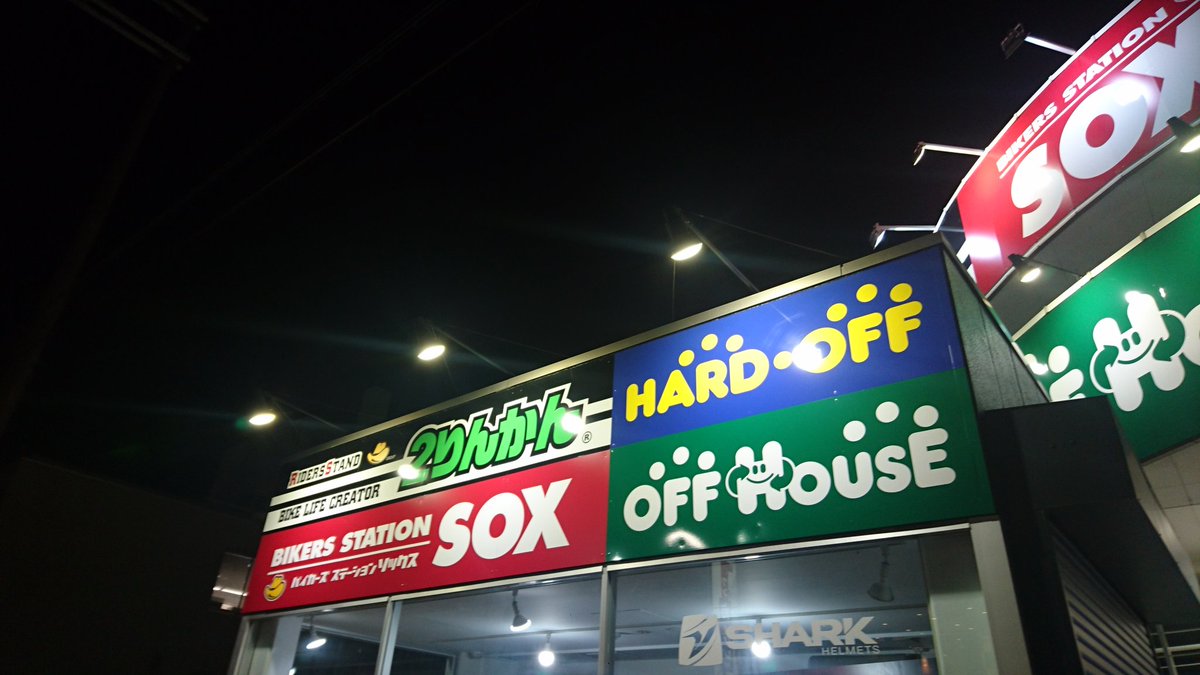 BIKERS STATION
SOX
HARD·OFF
OFF HOUSE
RIDERS STAND
BIKE LIFE CREATOR
2りんかん®
BIKERS STATION
バイカーズ ステーション ソックス
SOX
SHARK
HELMETS